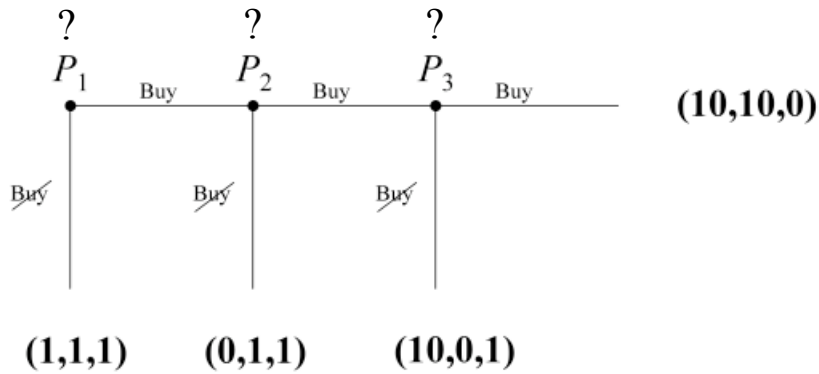 ? ? ?
P₁ P₂ P₃
Buy Buy Buy
(10,10,0)
Buy Buy Buy
(1,1,1) (0,1,1) (10,0,1)